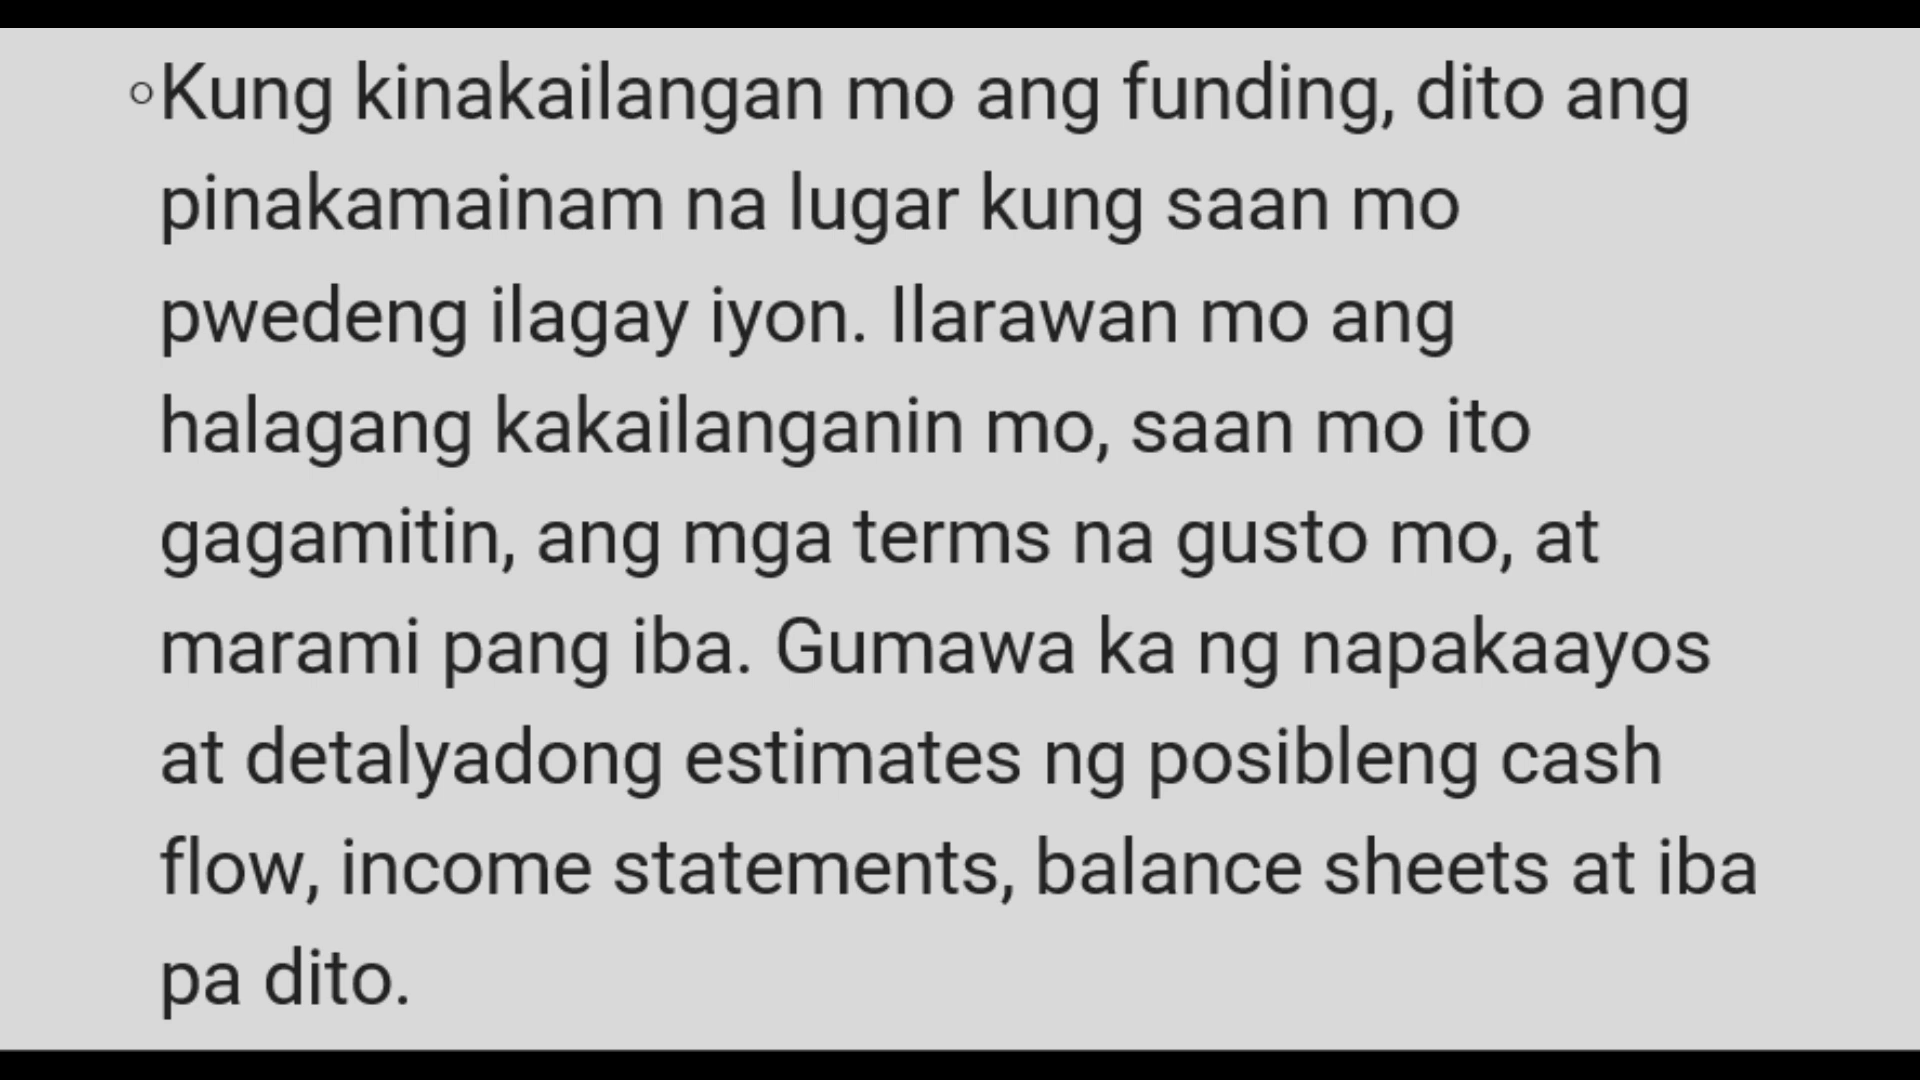 ◦Kung kinakailangan mo ang funding, dito ang
pinakamainam na lugar kung saan mo
pwedeng ilagay iyon. Ilarawan mo ang
halagang kakailanganin mo, saan mo ito
gagamitin, ang mga terms na gusto mo, at
marami pang iba. Gumawa ka ng napakaayos
at detalyadong estimates ng posibleng cash
flow, income statements, balance sheets at iba
pa dito.